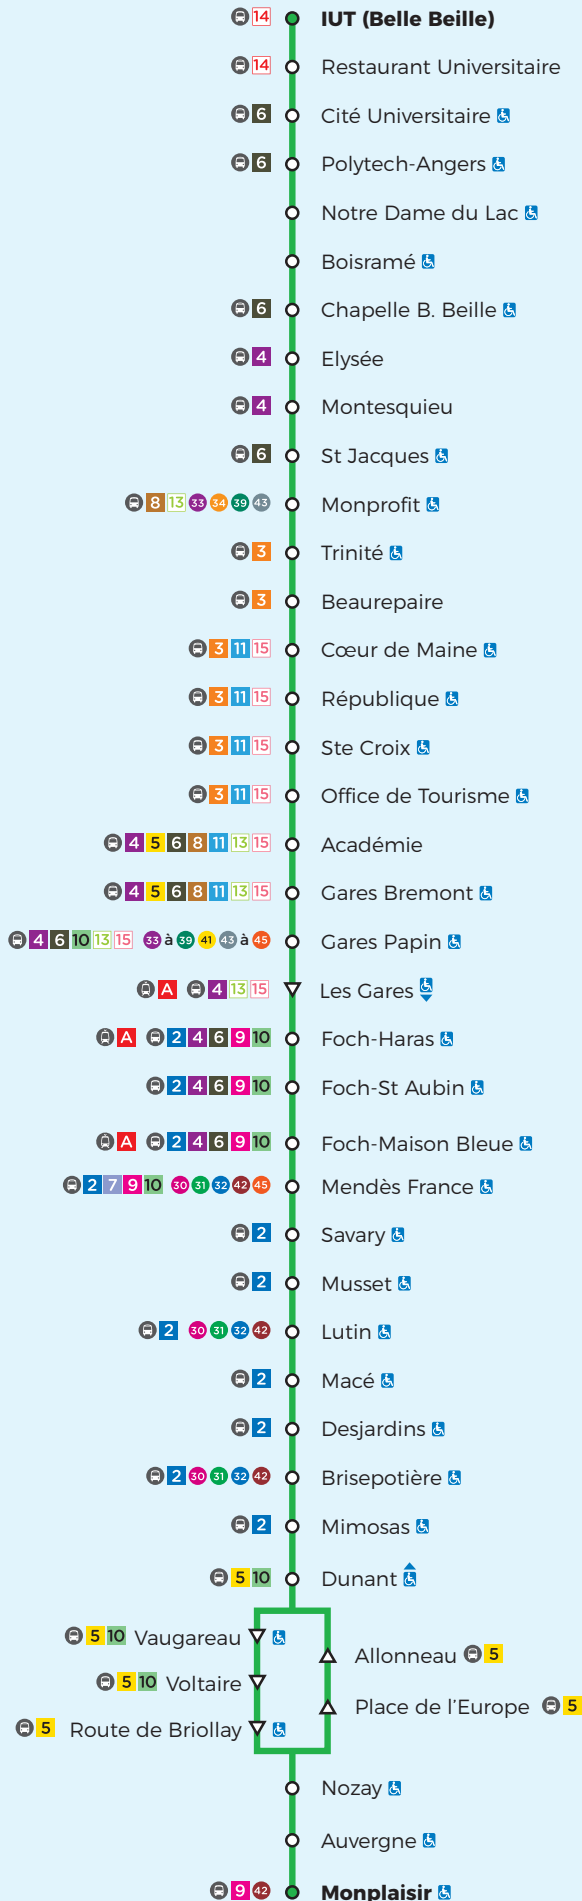 14 IUT (Belle Beille)
14 Restaurant Universitaire
6 Cité Universitaire
6 Polytech-Angers
Notre Dame du Lac
Boisramé
6 Chapelle B. Beille
4 Elysée
4 Montesquieu
6 St Jacques
8 13 33 34 39 43 Monprofit
3 Trinité
3 Beaurepaire
3 11 15 Cœur de Maine
3 11 15 République
3 11 15 Ste Croix
3 11 15 Office de Tourisme
4 5 6 8 11 13 15 Académie
4 5 6 8 11 13 15 Gares Bremont
4 6 10 13 15 33 à 39 41 43 à 45 Gares Papin
A 4 13 15 Les Gares
A 2 4 6 9 10 Foch-Haras
2 4 6 9 10 Foch-St Aubin
A 2 4 6 9 10 Foch-Maison Bleue
2 7 9 10 30 31 32 42 45 Mendès France
2 Savary
2 Musset
2 30 31 32 42 Lutin
2 Macé
2 Desjardins
2 30 31 32 42 Brisepotière
2 Mimosas
5 10 Dunant
5 10 Vaugareau
Allonneau 5
5 10 Voltaire
Place de l'Europe 5
5 Route de Briollay
Nozay
Auvergne
9 42 Monplaisir